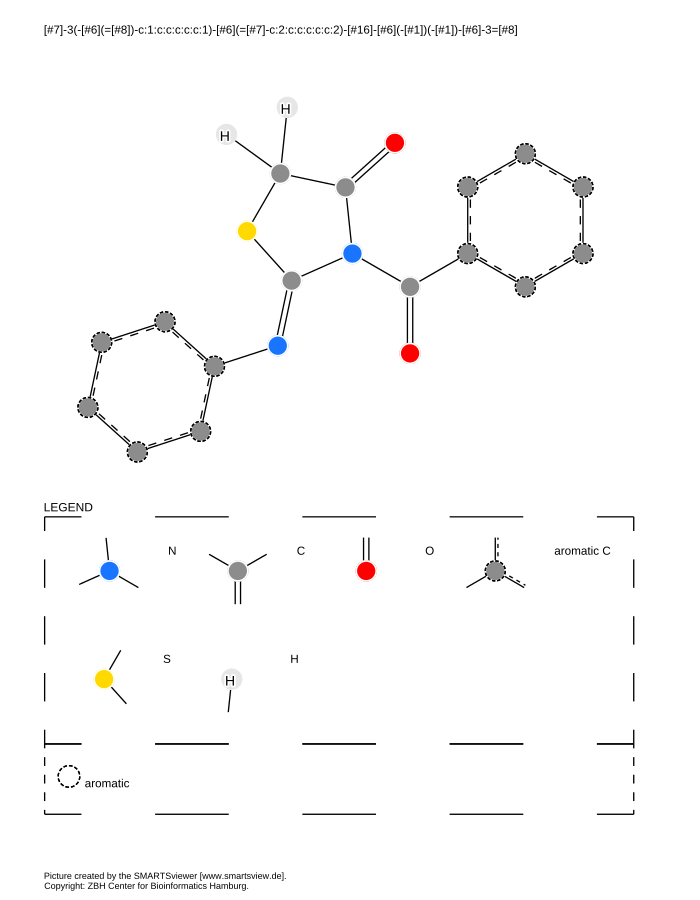 [#7]-3(-[#6](=[#8])-c:1:c:c:c:c:c:1)-[#6](=[#7]-c:2:c:c:c:c:c:2)-[#16]-[#6](-[#1])(-[#1])-[#6]-3=[#8]
H
H
LEGEND
N
C
O
aromatic C
S
H
H
aromatic
Picture created by the SMARTSviewer [www.smartsview.de].
Copyright: ZBH Center for Bioinformatics Hamburg.